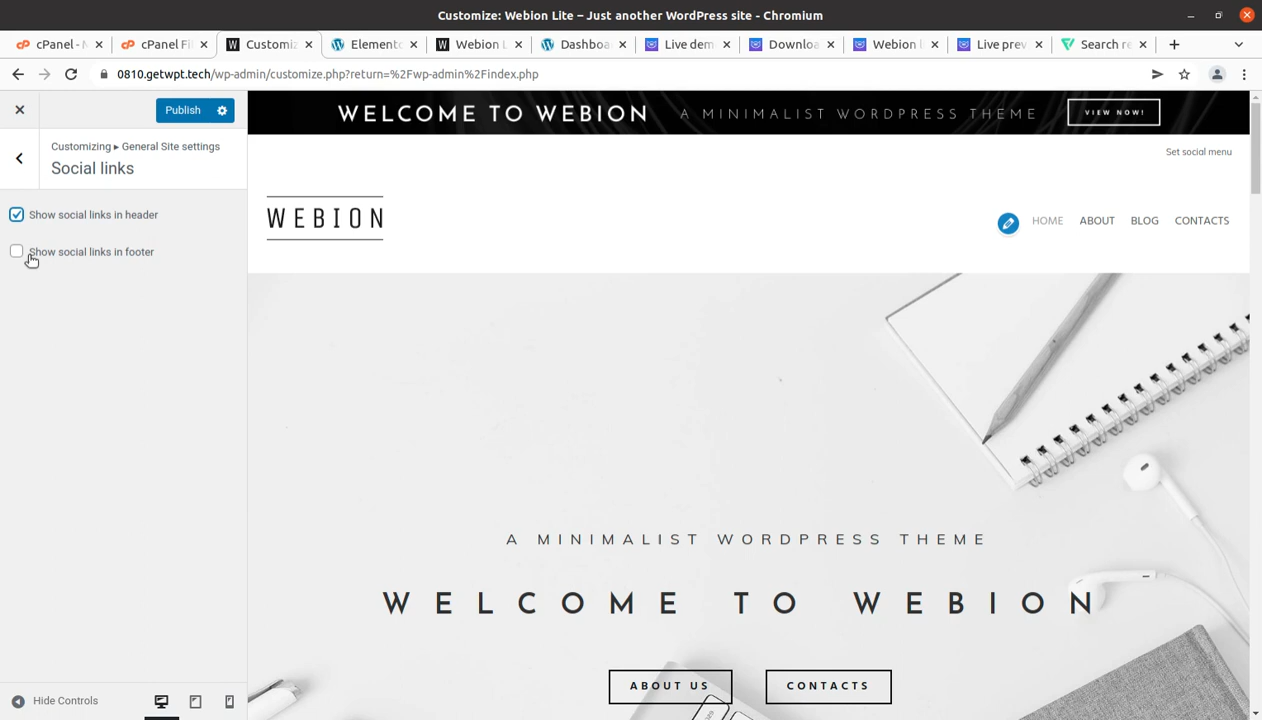 Customize: Webion Lite – Just another WordPress site - Chromium
cPanel - M
cPanel Fi
Customiz
Element
Webion L
Dashboa
Live dem
Downloa
Webion l
Live prev
Search re
0810.getwpt.tech/wp-admin/customize.php?return=%2Fwp-admin%2Findex.php
Publish
Customizing ▸ General Site settings
Social links
Show social links in header
Show social links in footer
Hide Controls
WELCOME TO WEBION A MINIMALIST WORDPRESS THEME VIEW NOW!
Set social menu
WEBION
HOME ABOUT BLOG CONTACTS
A MINIMALIST WORDPRESS THEME
WELCOME TO WEBION
ABOUT US CONTACTS